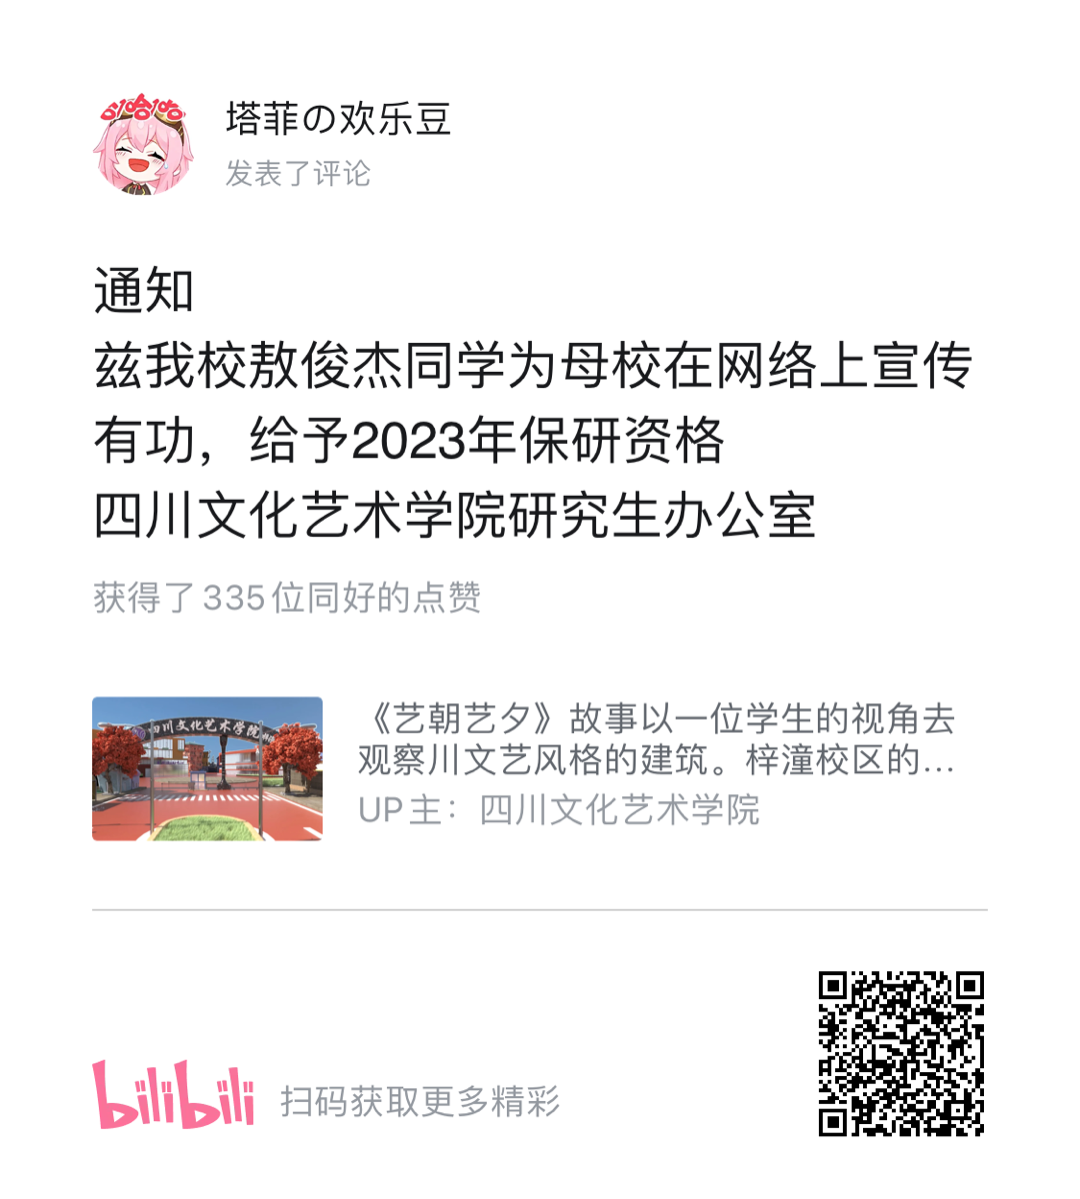 哈哈哈
塔菲の欢乐豆
发表了评论
通知
兹我校敖俊杰同学为母校在网络上宣传
有功，给予2023年保研资格
四川文化艺术学院研究生办公室
获得了335位同好的点赞
四川文化艺术学院
《艺朝艺夕》故事以一位学生的视角去
观察川文艺风格的建筑。梓潼校区的...
UP主：四川文化艺术学院
bilibili 扫码获取更多精彩